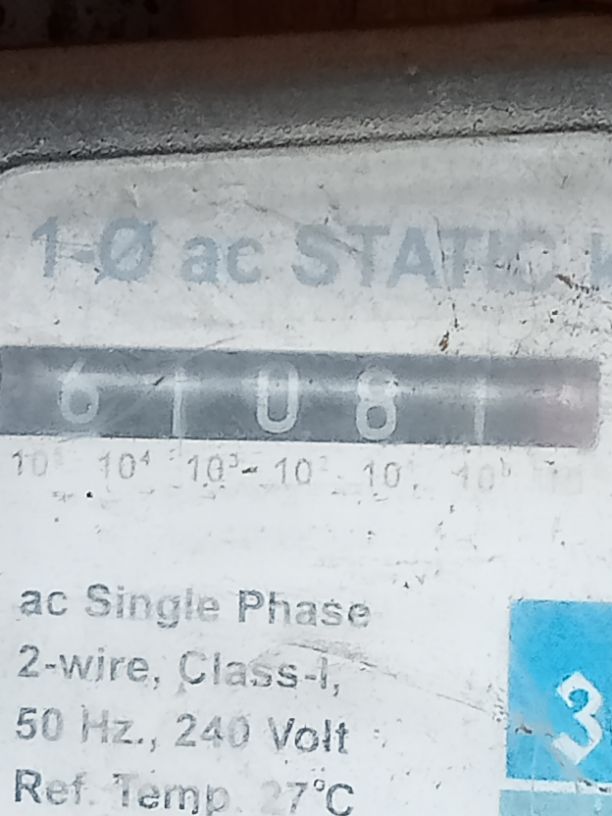 1-Ø ac STATIC
6 1 0 8 1
10⁵ 10⁴ 10³ 10² 10¹ 10⁰
ac Single Phase
2-wire, Class-I,
50 Hz., 240 Volt
3
Ref. Temp. 27°C